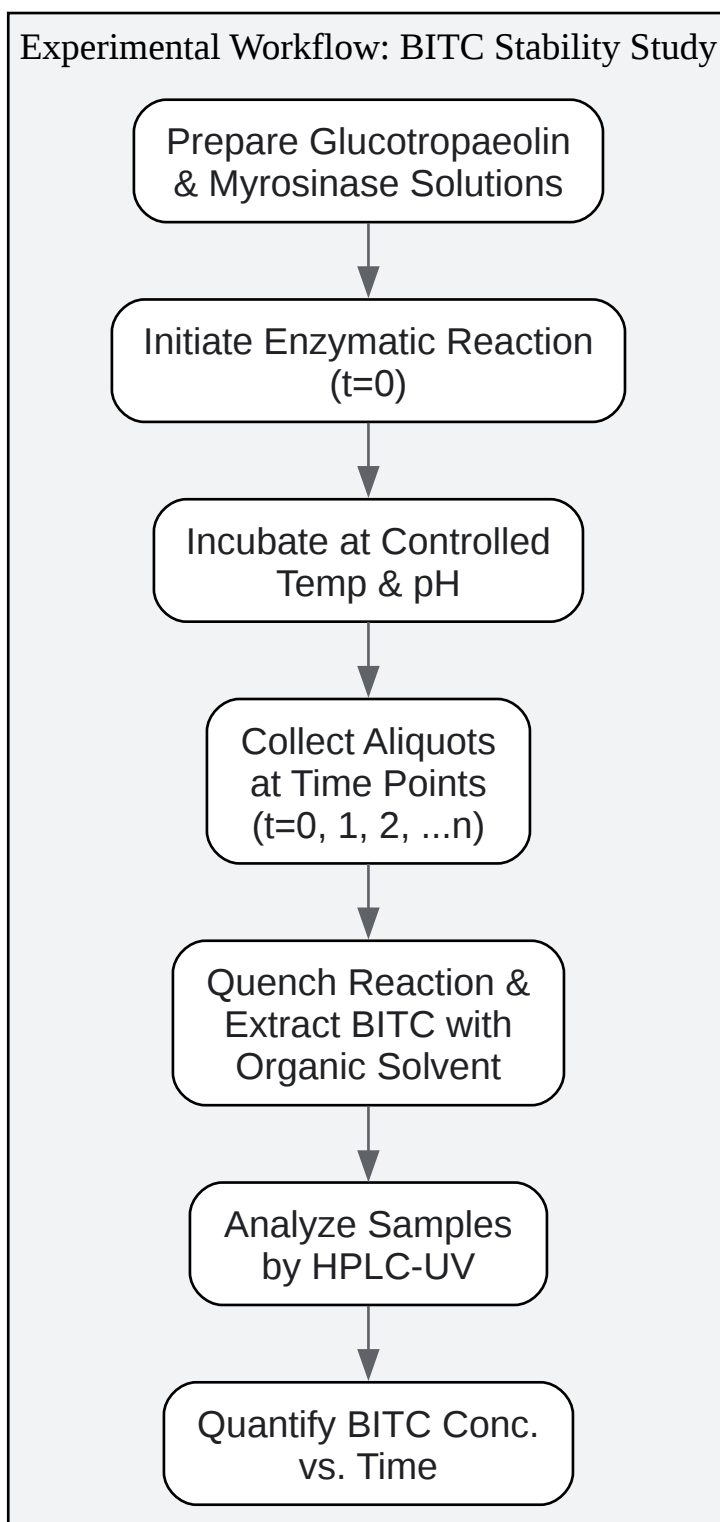 Experimental Workflow: BITC Stability Study
Prepare Glucotropaeolin
& Myrosinase Solutions
Initiate Enzymatic Reaction
(t=0)
Incubate at Controlled
Temp & pH
Collect Aliquots
at Time Points
(t=0, 1, 2, ...n)
Quench Reaction &
Extract BITC with
Organic Solvent
Analyze Samples
by HPLC-UV
Quantify BITC Conc.
vs. Time